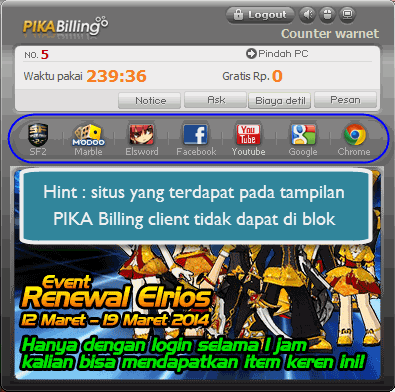 PIKABilling
Logout
Counter warnet
NO. 5
Pindah PC
Waktu pakai 239:36
Gratis Rp. 0
Notice Ask Biaya detil Pesan
SF2 Marble Elsword Facebook Youtube Google Chrome
Hint : situs yang terdapat pada tampilan
PIKA Billing client tidak dapat di blok
Event
Renewal Elrios
12 Maret - 19 Maret 2014
Hanya dengan login selama 1 jam
kalian bisa mendapatkan item keren ini!